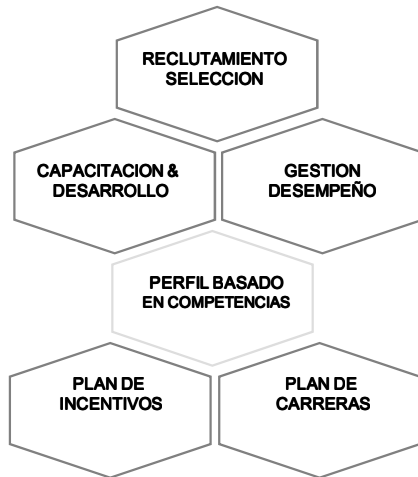 RECLUTAMIENTO
SELECCION
CAPACITACION &
DESARROLLO
GESTION
DESEMPEÑO
PERFIL BASADO
EN COMPETENCIAS
PLAN DE
INCENTIVOS
PLAN DE
CARRERAS